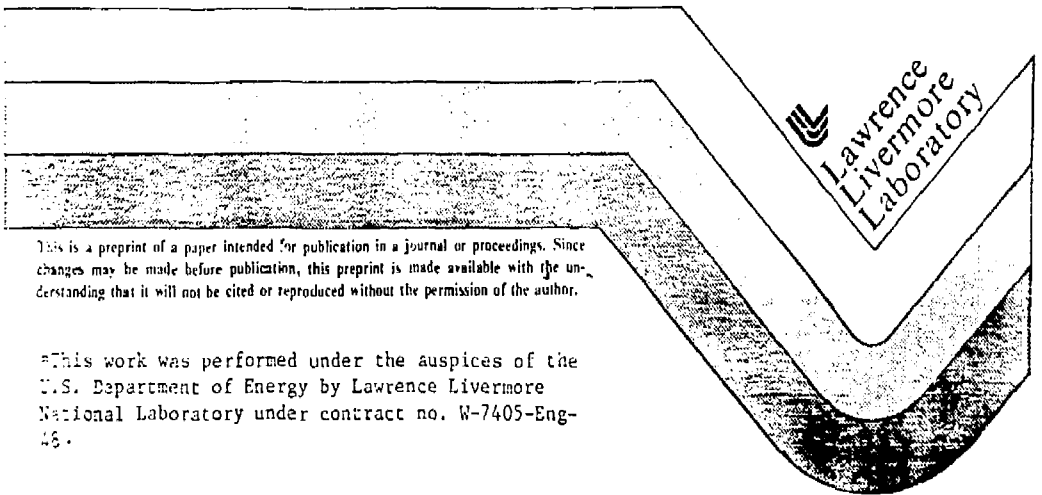 Lawrence
Livermore
Laboratory
This is a preprint of a paper intended for publication in a journal or proceedings. Since
changes may be made before publication, this preprint is made available with the un-
derstanding that it will not be cited or reproduced without the permission of the author.
*This work was performed under the auspices of the
U.S. Department of Energy by Lawrence Livermore
National Laboratory under contract no. W-7405-Eng-
48.